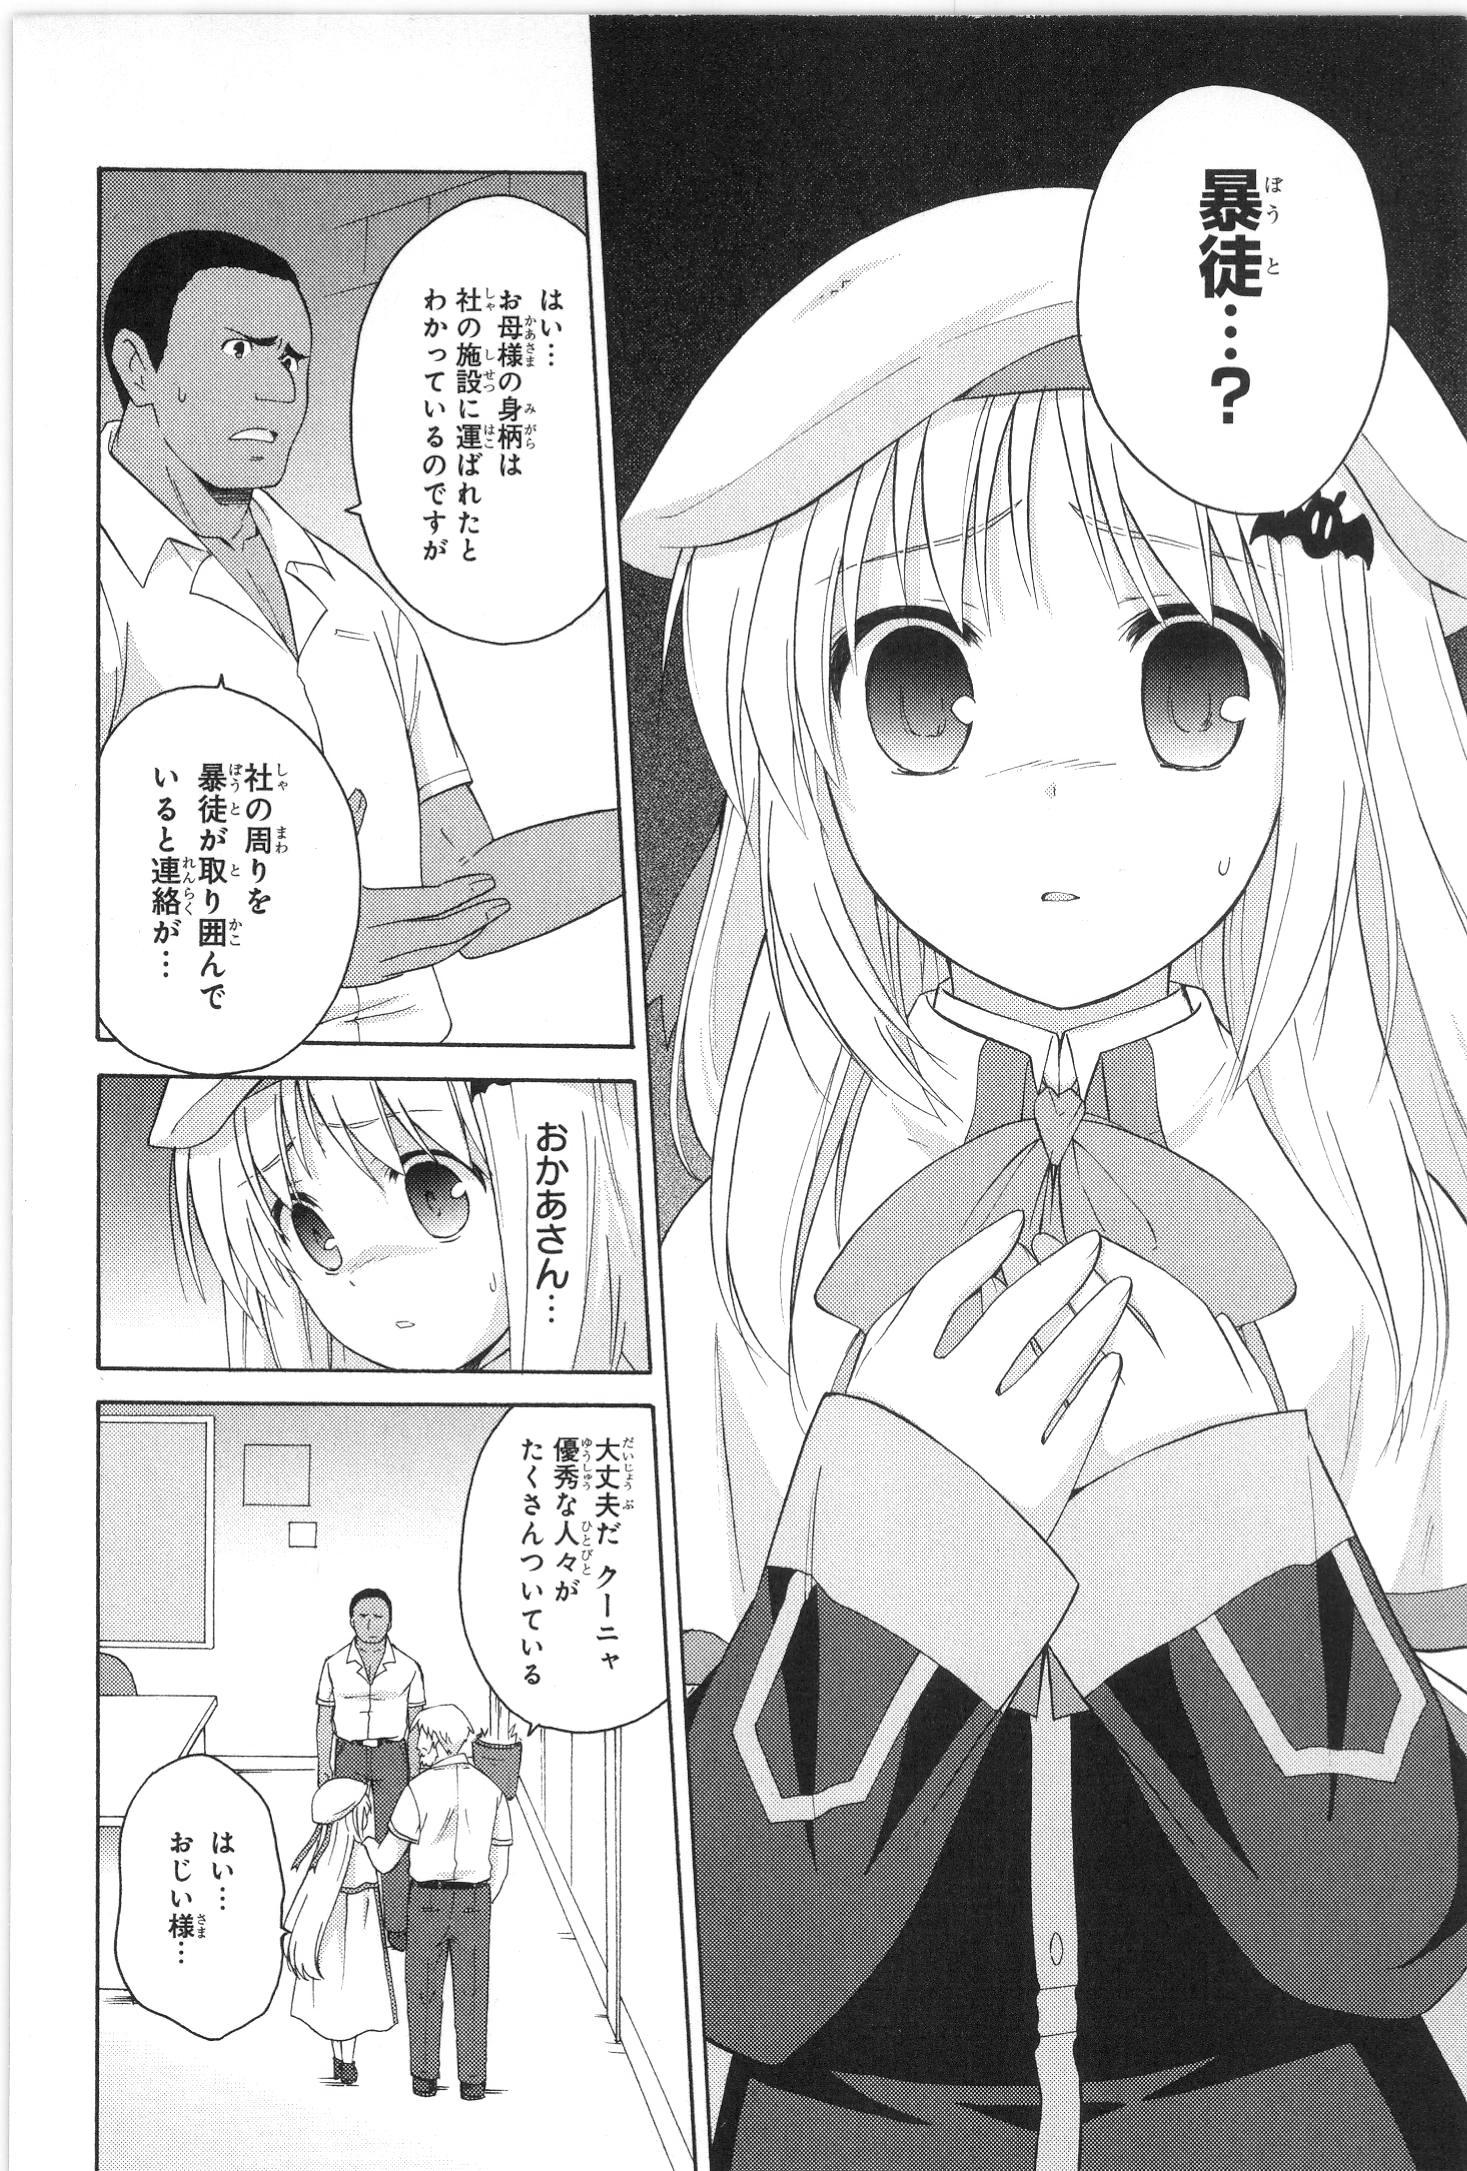 暴徒…?
はい…
お母様の身柄は
社の施設に運ばれたと
わかっているのですが
社の周りを
暴徒が取り囲んで
いると連絡が…
おかあさん…
大丈夫だ クーニャ
優秀な人々が
たくさんついている
はい…
おじい様…